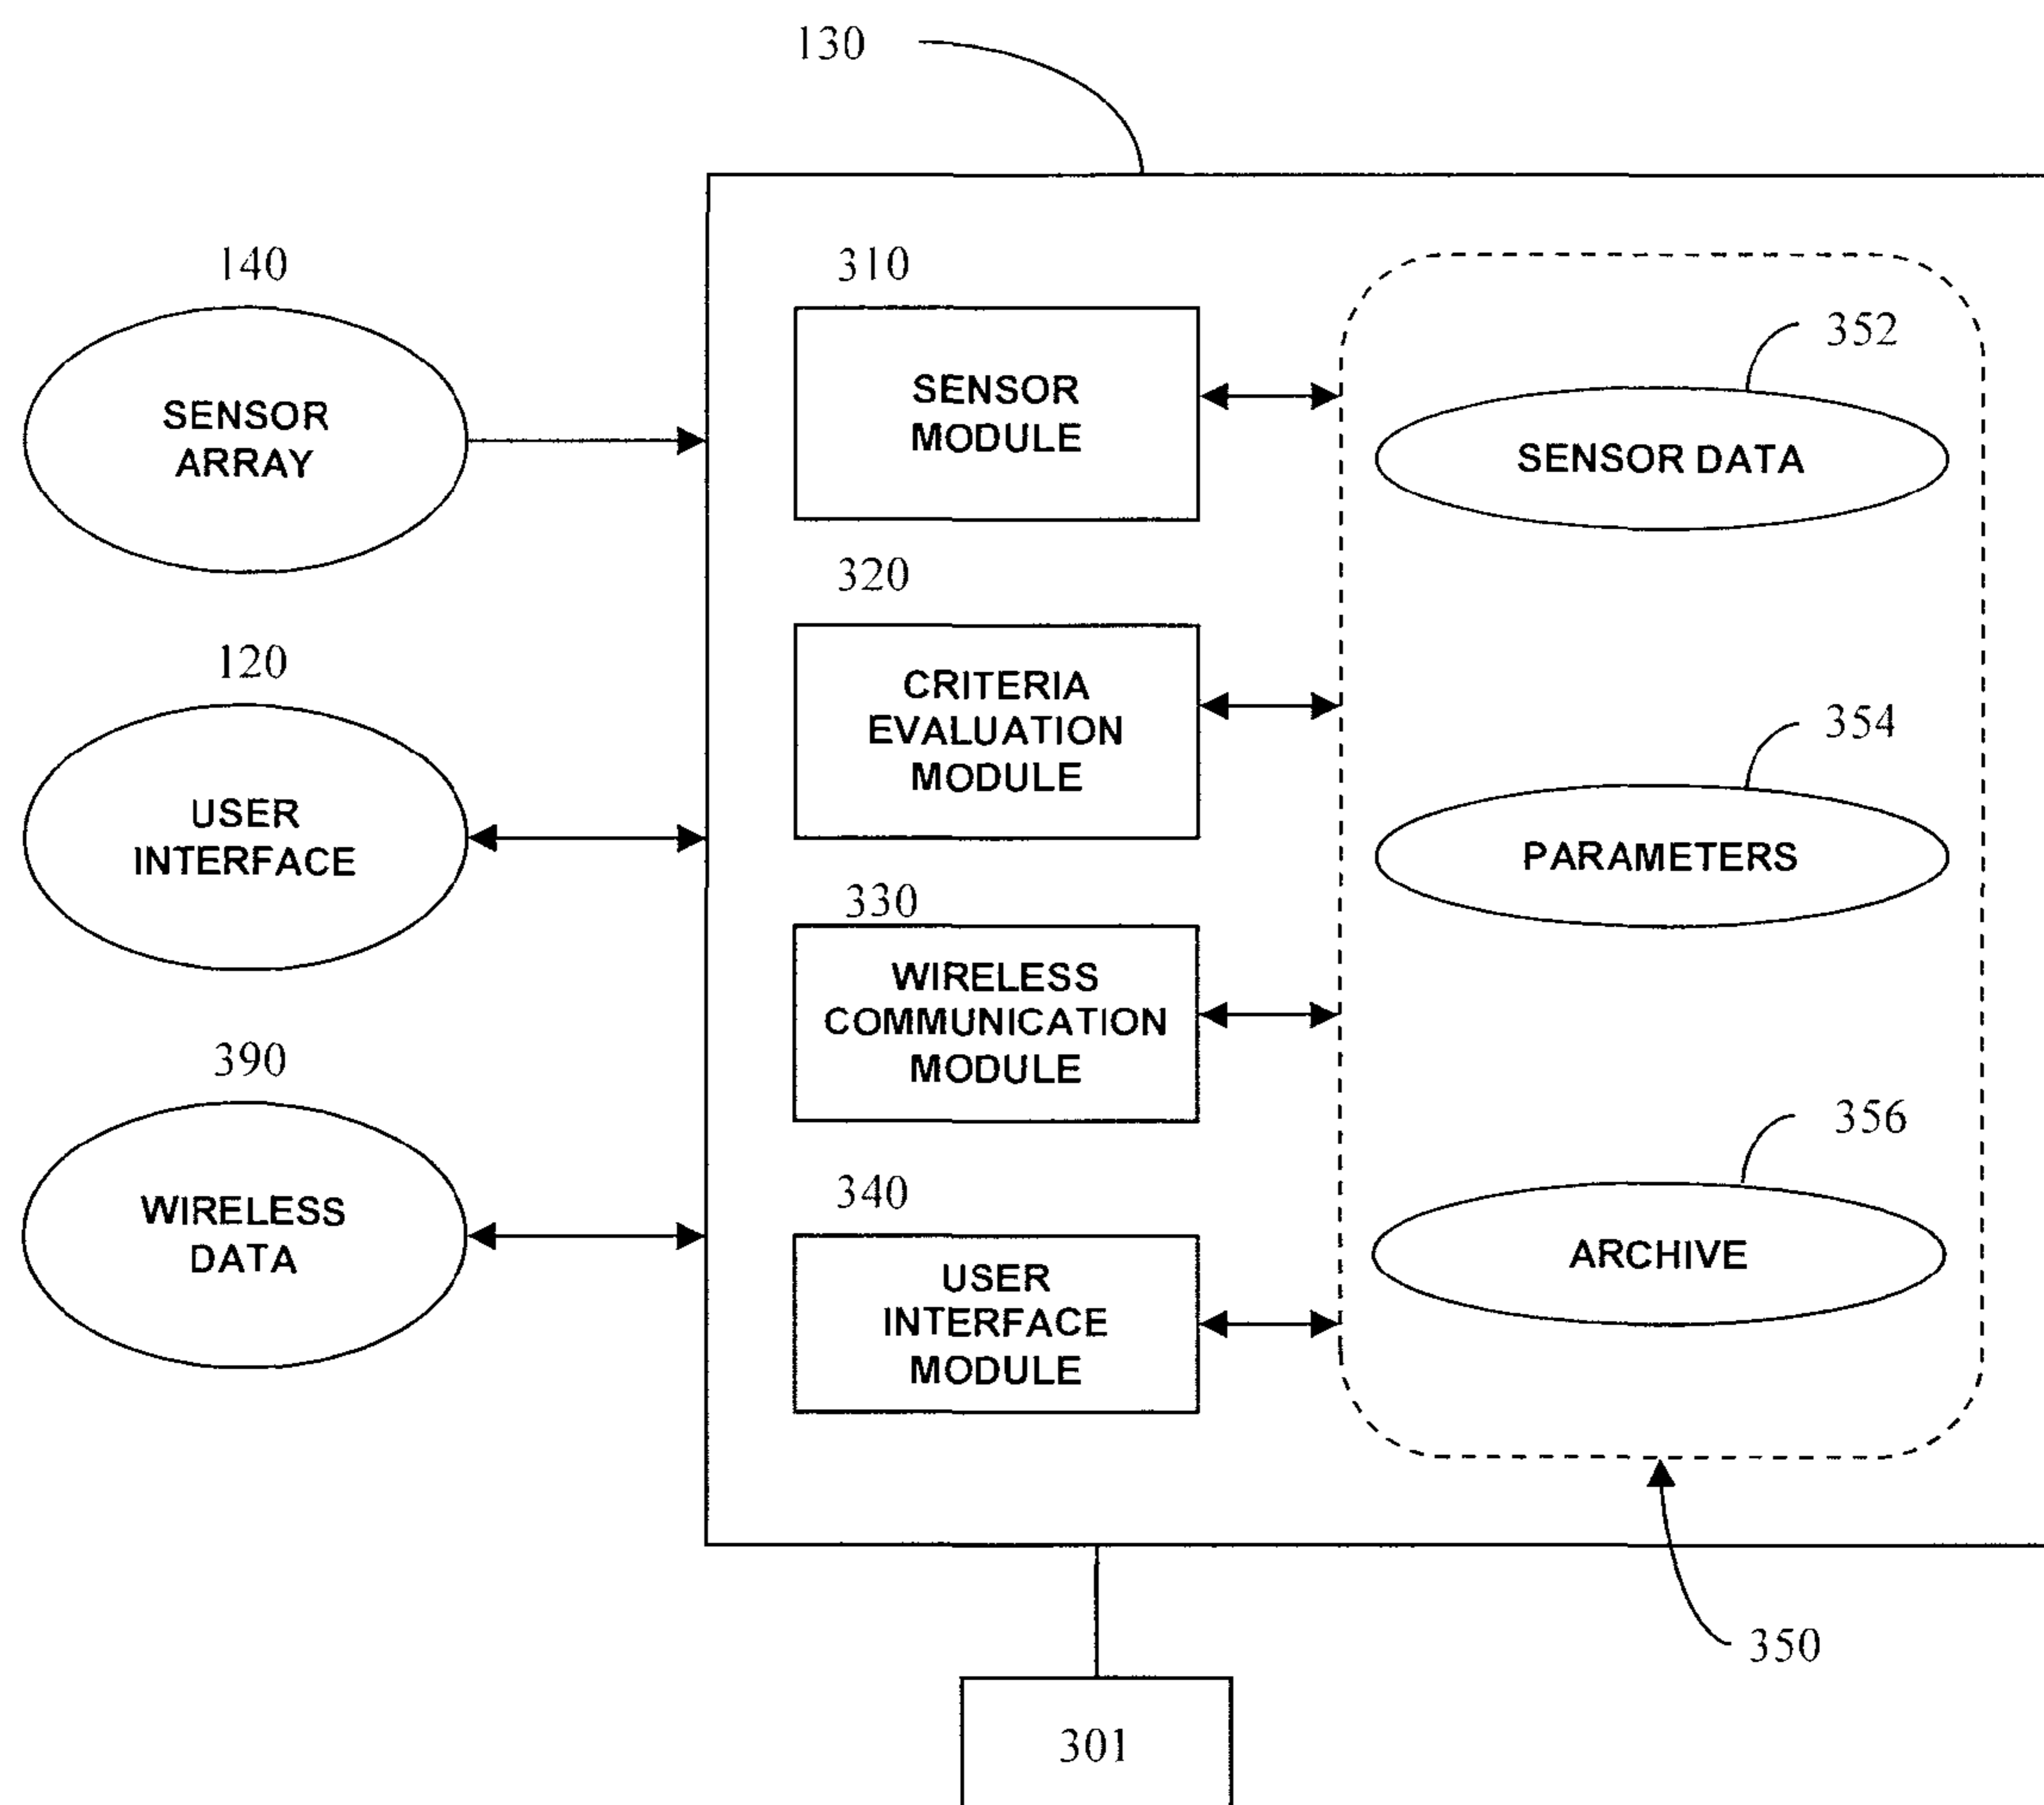 130
140
SENSOR
ARRAY
120
USER
INTERFACE
390
WIRELESS
DATA
310
SENSOR
MODULE
320
CRITERIA
EVALUATION
MODULE
330
WIRELESS
COMMUNICATION
MODULE
340
USER
INTERFACE
MODULE
352
SENSOR DATA
354
PARAMETERS
356
ARCHIVE
350
301